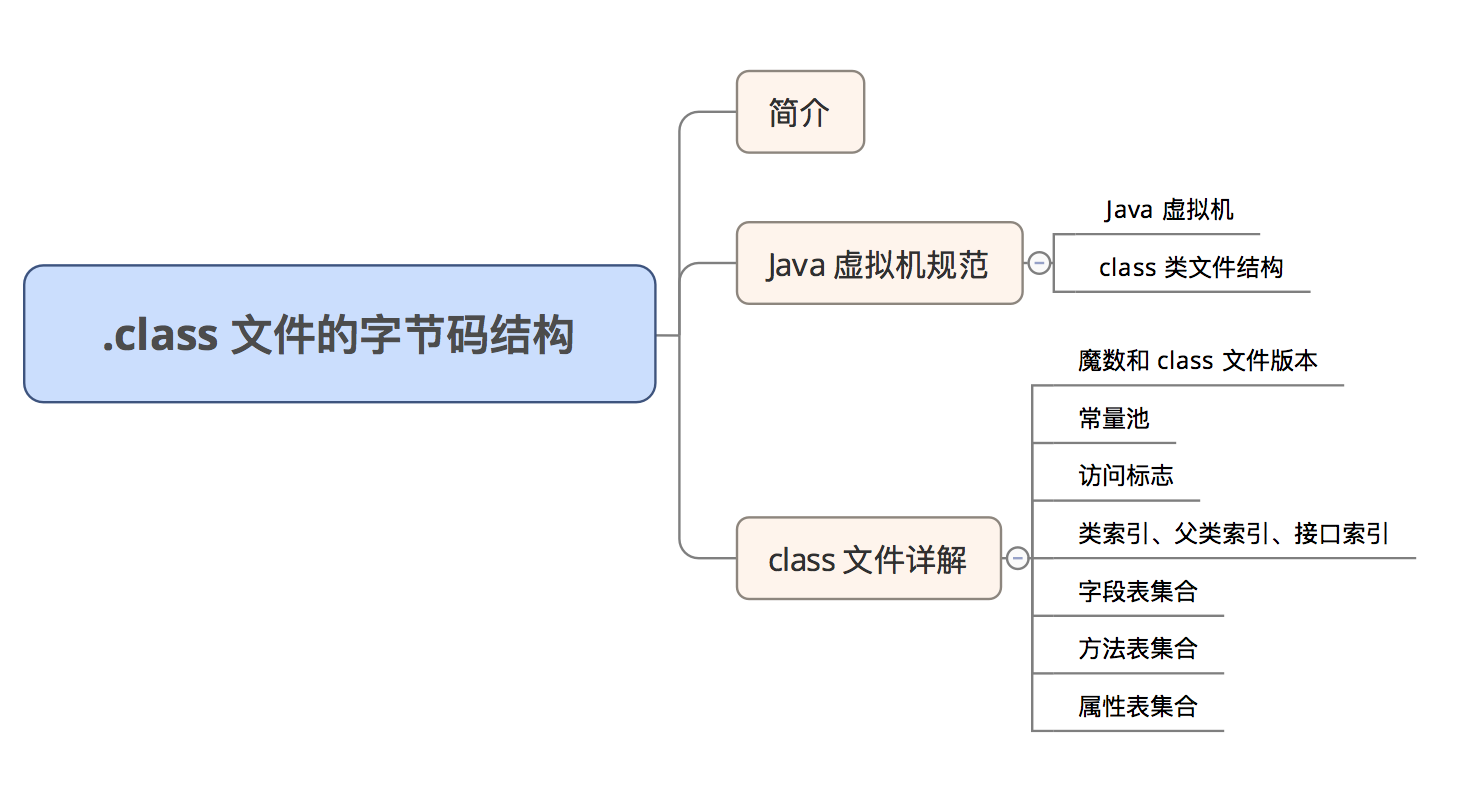 .class 文件的字节码结构
简介
Java 虚拟机规范
Java 虚拟机
class 类文件结构
class 文件详解
魔数和 class 文件版本
常量池
访问标志
类索引、父类索引、接口索引
字段表集合
方法表集合
属性表集合